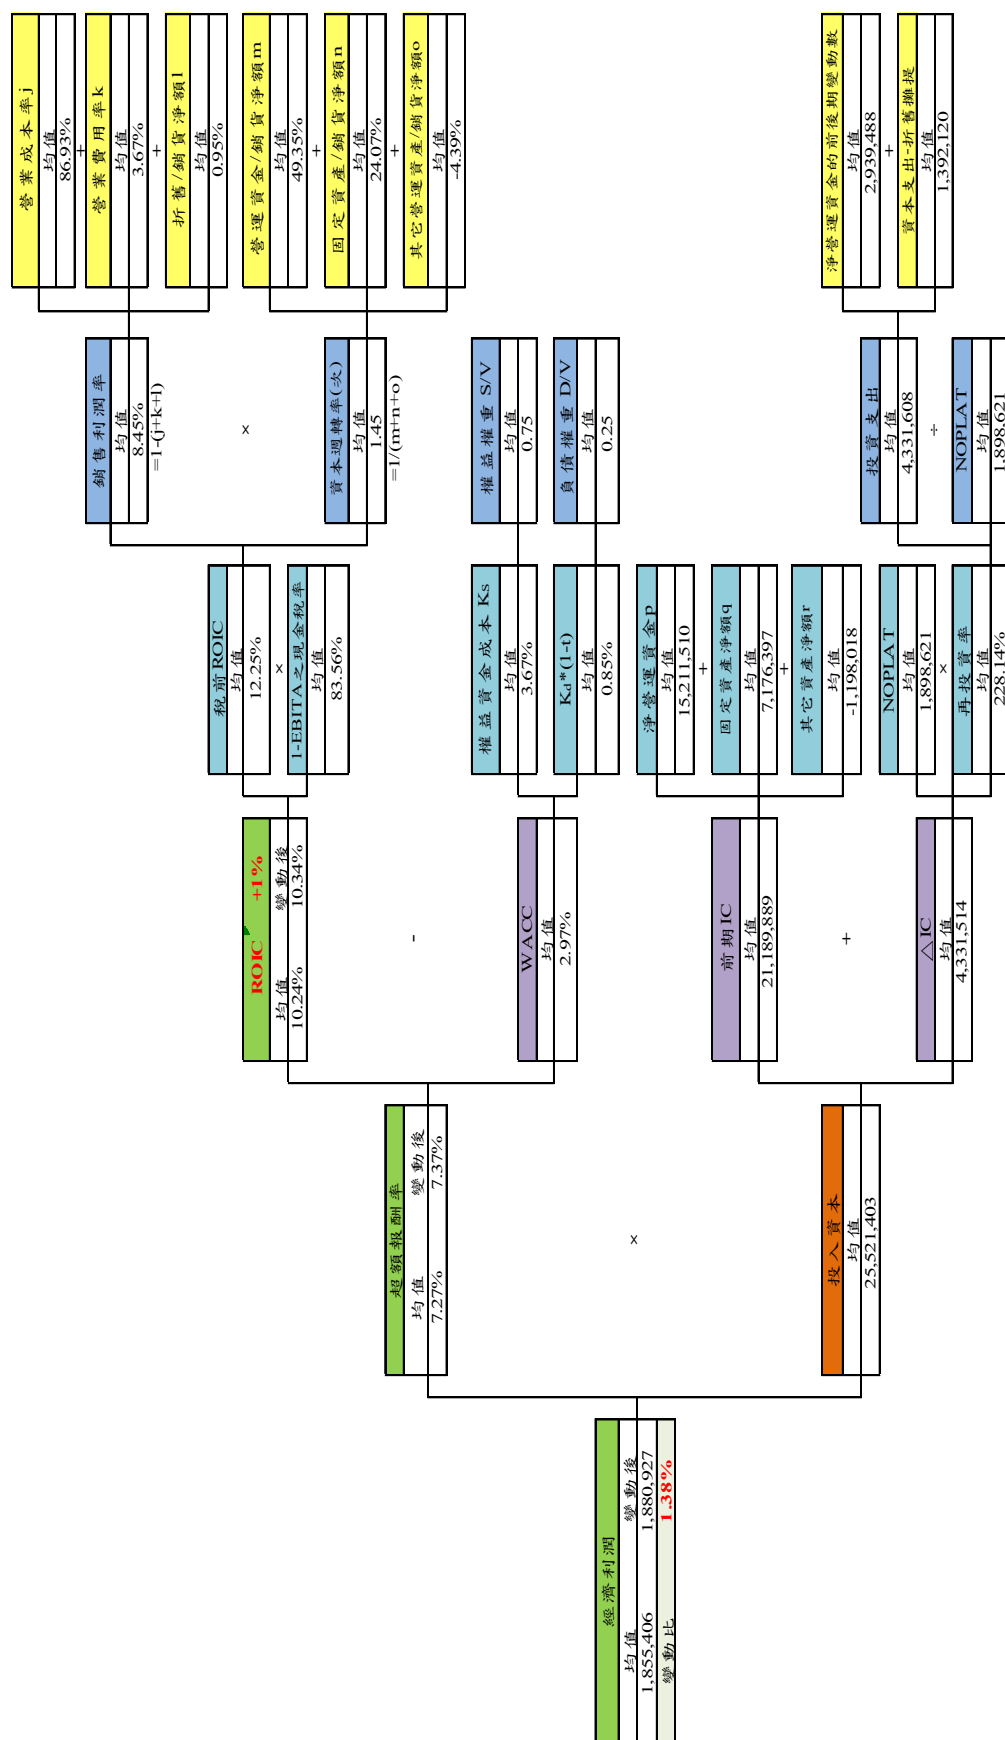 經濟利潤
均值 變動後
1,855,406 1,880,927
變動比 1.38%
超額報酬率
均值 變動後
7.27% 7.37%
×
投入資本
均值
25,521,403
ROIC +1%
均值 變動後
10.24% 10.34%
-
WACC
均值
2.97%
前期IC
均值
21,189,889
+
△IC
均值
4,331,514
稅前ROIC
均值
12.25%
×
1-EBITA之現金稅率
均值
83.56%
權益資金成本Ks
均值
3.67%
Kd*(1-t)
均值
0.85%
淨營運資金p
均值
15,211,510
+
固定資產淨額q
均值
7,176,397
+
其它資產淨額r
均值
-1,198,018
NOPLAT
均值
1,898,621
×
再投資率
均值
228.14%
銷售利潤率
均值
8.45%
=1-(j+k+l)
×
資本週轉率(次)
均值
1.45
=1/(m+n+o)
權益權重 S/V
均值
0.75
負債權重 D/V
均值
0.25
投資支出
均值
4,331,608
÷
NOPLAT
均值
1,898,621
營業成本率j
均值
86.93%
+
營業費用率k
均值
3.67%
+
折舊/銷貨淨額l
均值
0.95%
營運資金/銷貨淨額m
均值
49.35%
+
固定資產/銷貨淨額n
均值
24.07%
+
其它營運資產/銷貨淨額o
均值
-4.39%
淨營運資金的前後期變動數
均值
2,939,488
+
資本支出-折舊攤提
均值
1,392,120